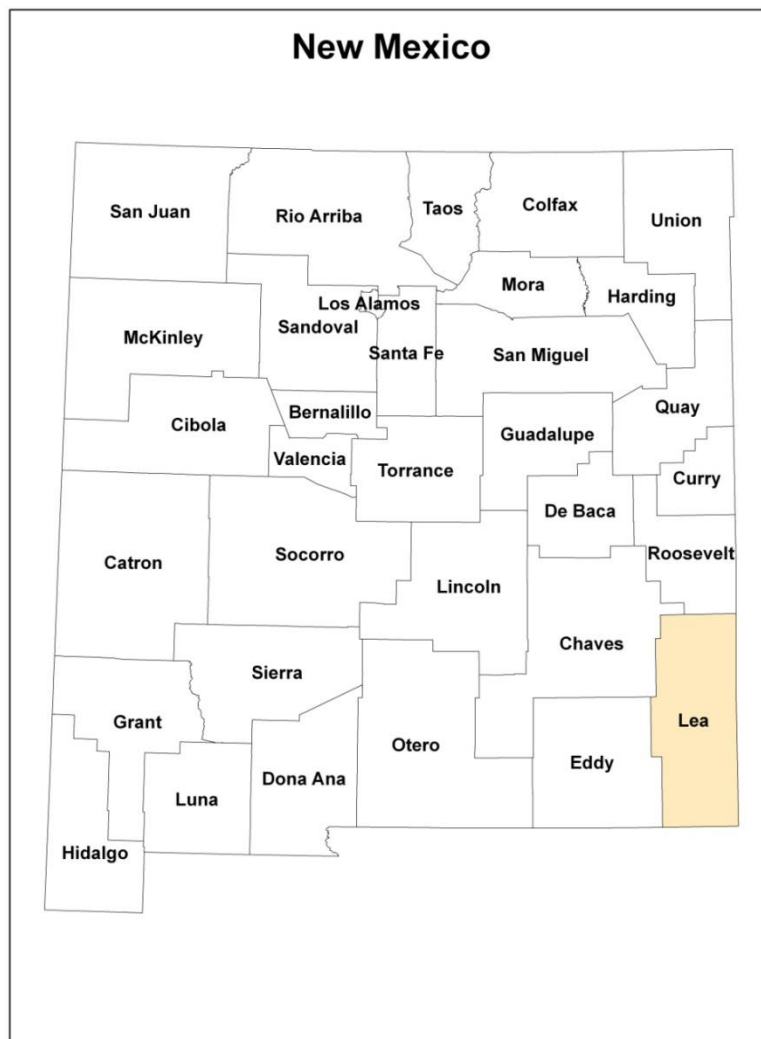 New Mexico
San Juan
Rio Arriba
Taos
Colfax
Union
Mora
Harding
Los Alamos
Sandoval
McKinley
Santa Fe
San Miguel
Quay
Bernalillo
Cibola
Guadalupe
Valencia
Torrance
Curry
De Baca
Roosevelt
Socorro
Catron
Lincoln
Chaves
Sierra
Lea
Grant
Otero
Eddy
Dona Ana
Luna
Hidalgo